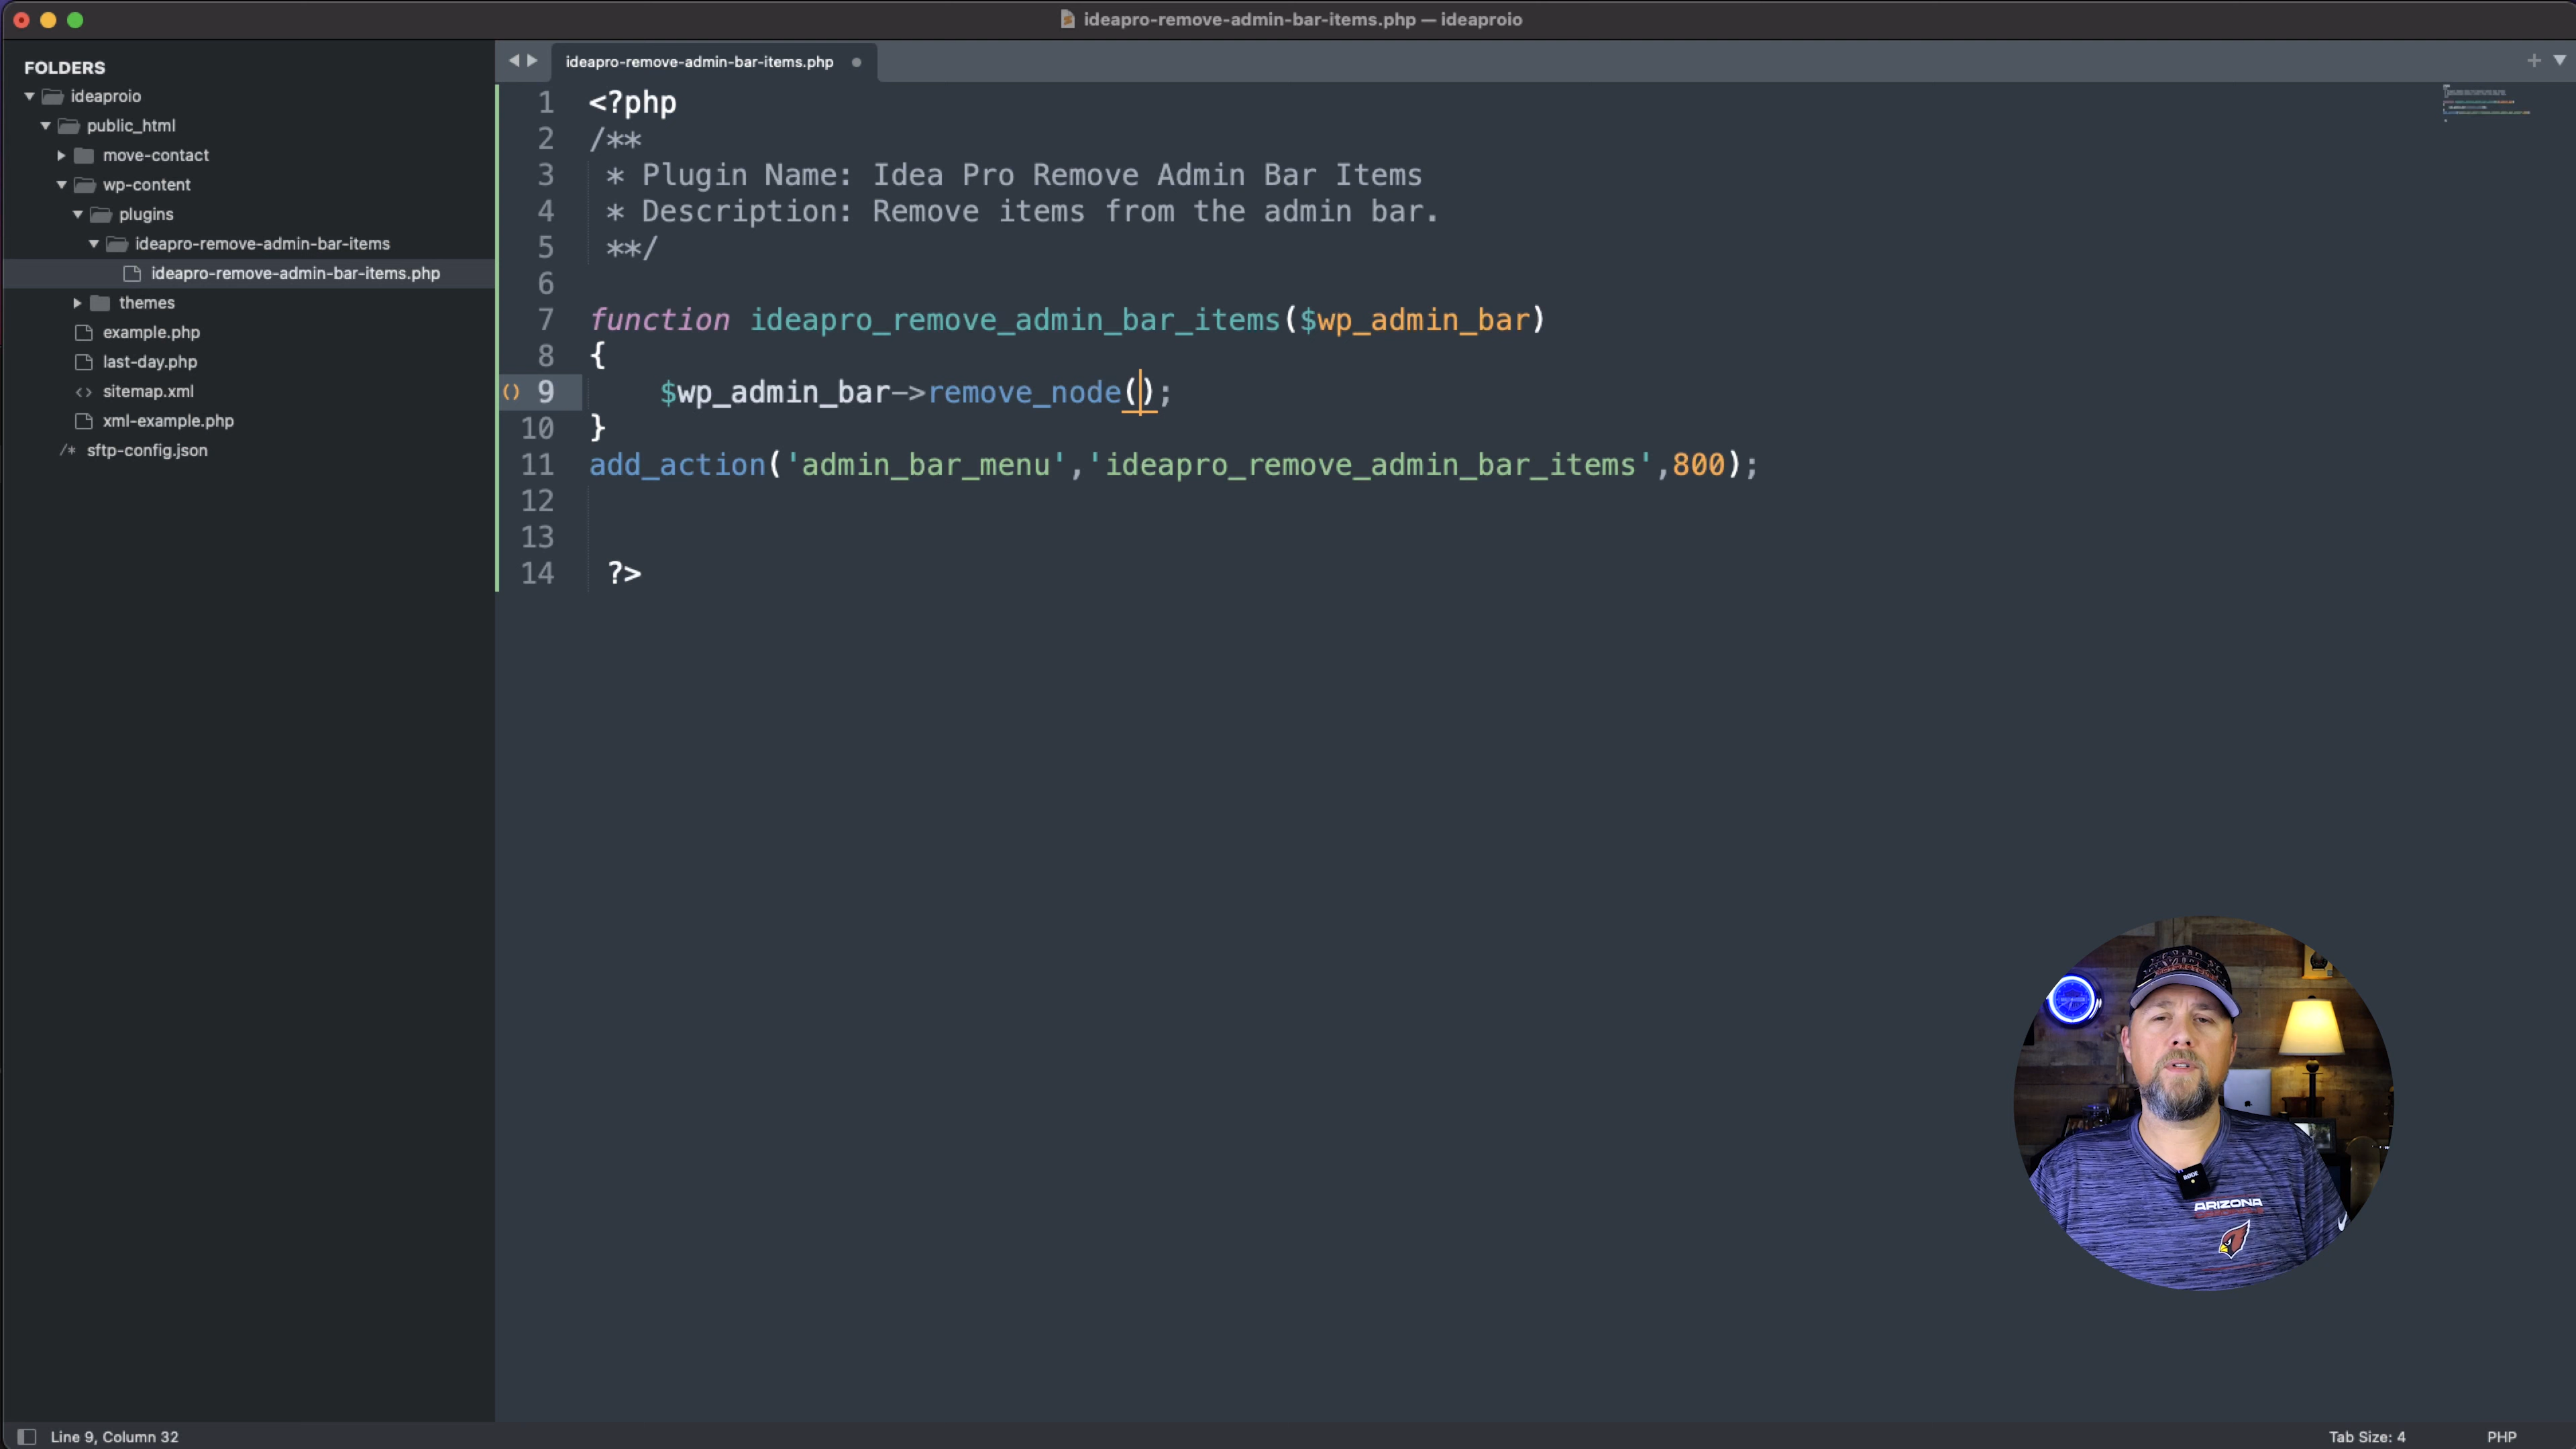 ideapro-remove-admin-bar-items.php — ideaproio
FOLDERS
ideaproio
public_html
move-contact
wp-content
plugins
ideapro-remove-admin-bar-items
ideapro-remove-admin-bar-items.php
themes
example.php
last-day.php
<> sitemap.xml
xml-example.php
/* sftp-config.json
ideapro-remove-admin-bar-items.php
1 <?php
2 /**
3 * Plugin Name: Idea Pro Remove Admin Bar Items
4 * Description: Remove items from the admin bar.
5 **/
6
7 function ideapro_remove_admin_bar_items($wp_admin_bar)
8 {
() 9 $wp_admin_bar->remove_node();
10 }
11 add_action('admin_bar_menu','ideapro_remove_admin_bar_items',800);
12
13
14 ?>
RODE
ARIZONA
Line 9, Column 32
Tab Size: 4
PHP